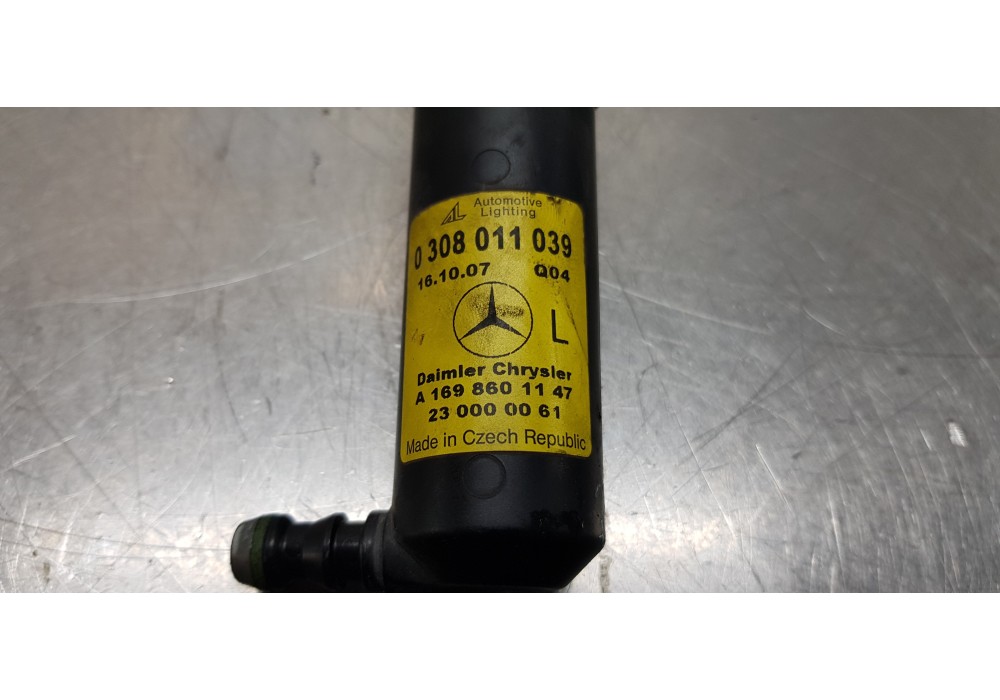 Automotive
Lighting
0 308 011 039
16.10.07 Q04
L
Daimler Chrysler
A 169 860 11 47
23 000 00 61
Made in Czech Republic